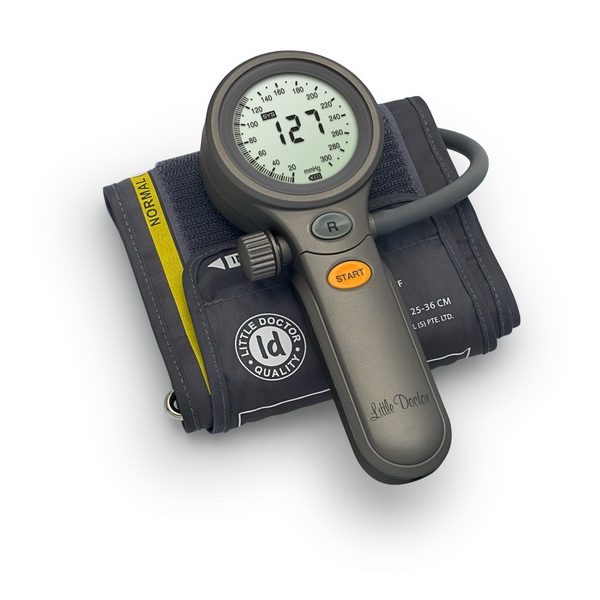 20 40 60 80 100 120 140 160 180 200 220 240 260 280 300
SYS
127
mmHg
R
START
Little Doctor
NORMAL
LITTLE DOCTOR
ld
QUALITY
25-36 CM
(S) PTE. LTD.